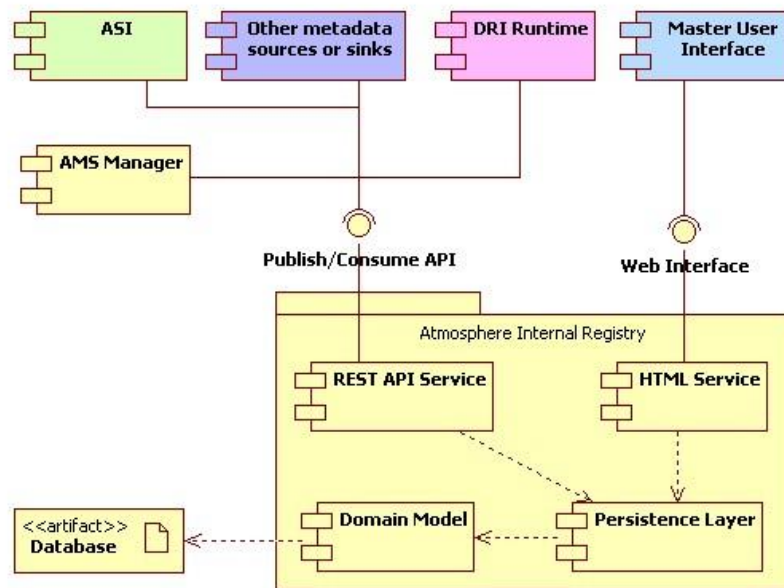 ASI
Other metadata
sources or sinks
DRI Runtime
Master User
Interface
AMS Manager
Publish/Consume API
Web Interface
Atmosphere Internal Registry
REST API Service
HTML Service
<<artifact>>
Database
Domain Model
Persistence Layer